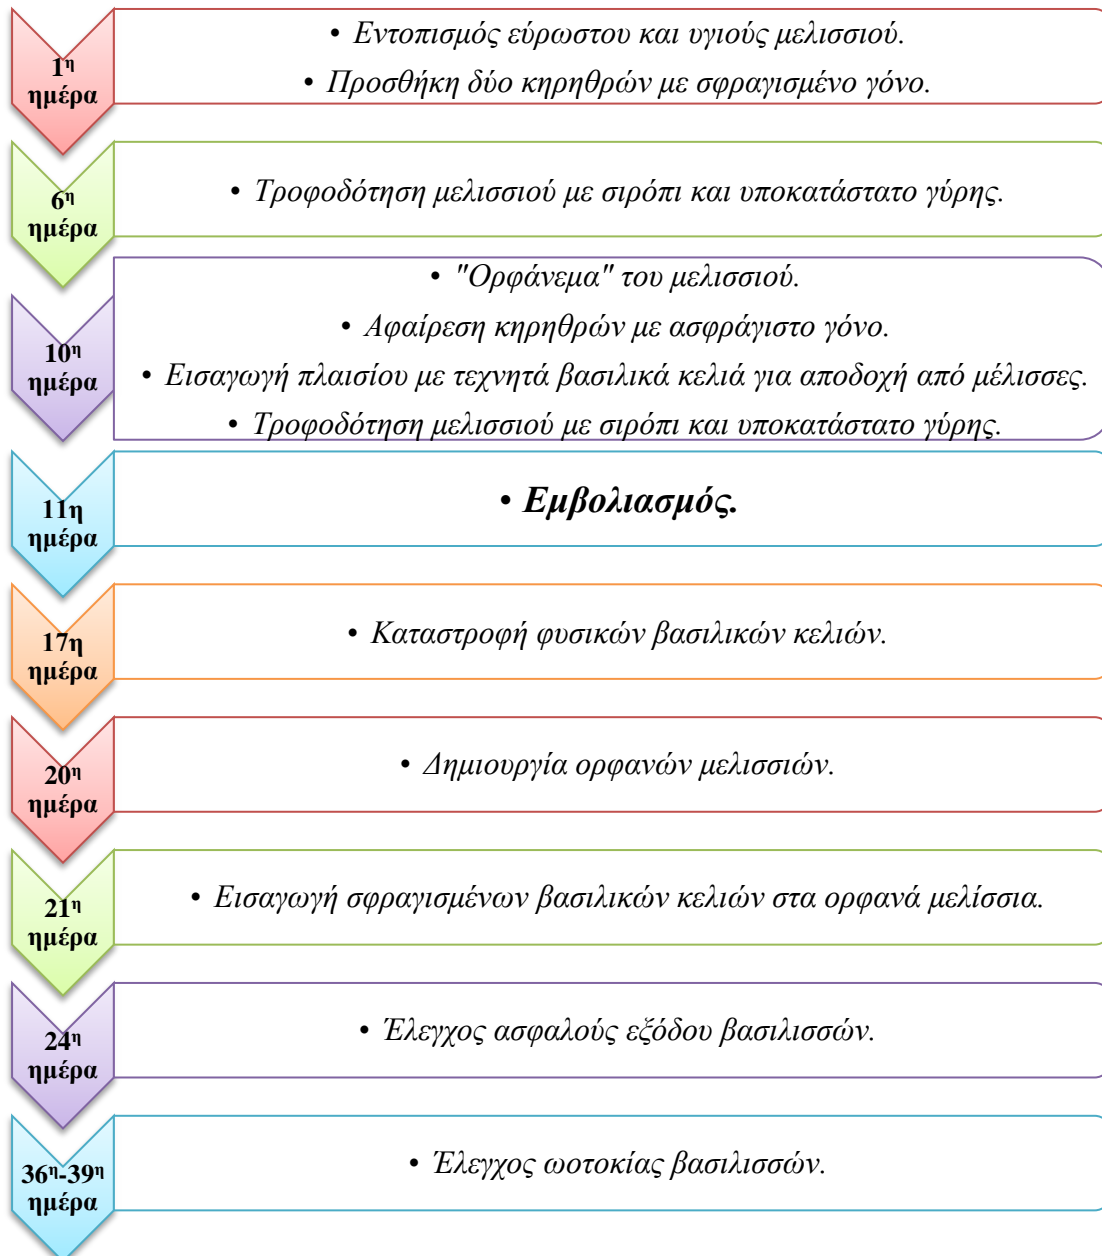 1η ημέρα
• Εντοπισμός εύρωστου και υγιούς μελισσιού.
• Προσθήκη δύο κηρηθρών με σφραγισμένο γόνο.
6η ημέρα
• Τροφοδότηση μελισσιού με σιρόπι και υποκατάστατο γύρης.
10η ημέρα
• "Ορφάνεμα" του μελισσιού.
• Αφαίρεση κηρηθρών με ασφράγιστο γόνο.
• Εισαγωγή πλαισίου με τεχνητά βασιλικά κελιά για αποδοχή από μέλισσες.
• Τροφοδότηση μελισσιού με σιρόπι και υποκατάστατο γύρης.
11η ημέρα
• Εμβολιασμός.
17η ημέρα
• Καταστροφή φυσικών βασιλικών κελιών.
20η ημέρα
• Δημιουργία ορφανών μελισσιών.
21η ημέρα
• Εισαγωγή σφραγισμένων βασιλικών κελιών στα ορφανά μελίσσια.
24η ημέρα
• Έλεγχος ασφαλούς εξόδου βασιλισσών.
36η-39η ημέρα
• Έλεγχος ωοτοκίας βασιλισσών.